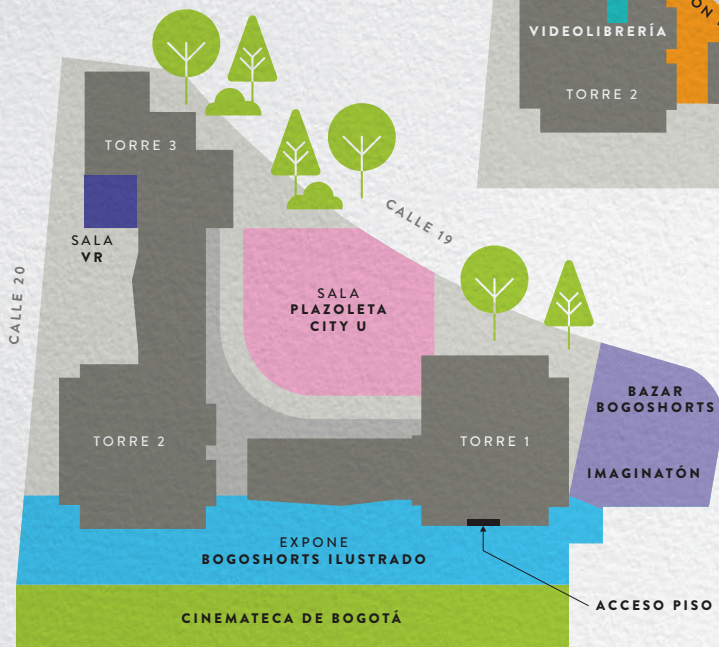 VIDEOLIBRERÍA
TORRE 2
TORRE 3
SALA
VR
CALLE 20
CALLE 19
SALA
PLAZOLETA
CITY U
BAZAR
BOGOSHORTS
IMAGINATÓN
TORRE 2
TORRE 1
EXPONE
BOGOSHORTS ILUSTRADO
ACCESO PISO
CINEMATECA DE BOGOTÁ